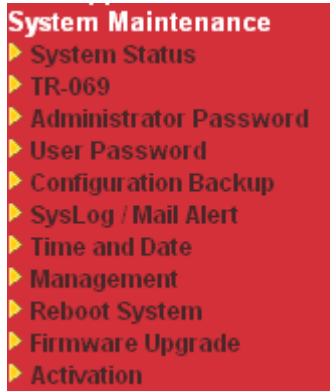 System Maintenance
System Status
TR-069
Administrator Password
User Password
Configuration Backup
SysLog / Mail Alert
Time and Date
Management
Reboot System
Firmware Upgrade
Activation